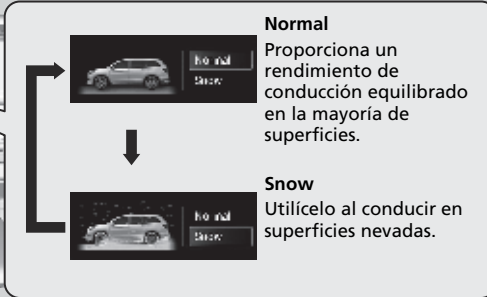 Normal
Proporciona un
rendimiento de
conducción equilibrado
en la mayoría de
superficies.
Normal
Snow
Snow
Utilícelo al conducir en
superficies nevadas.
Normal
Snow